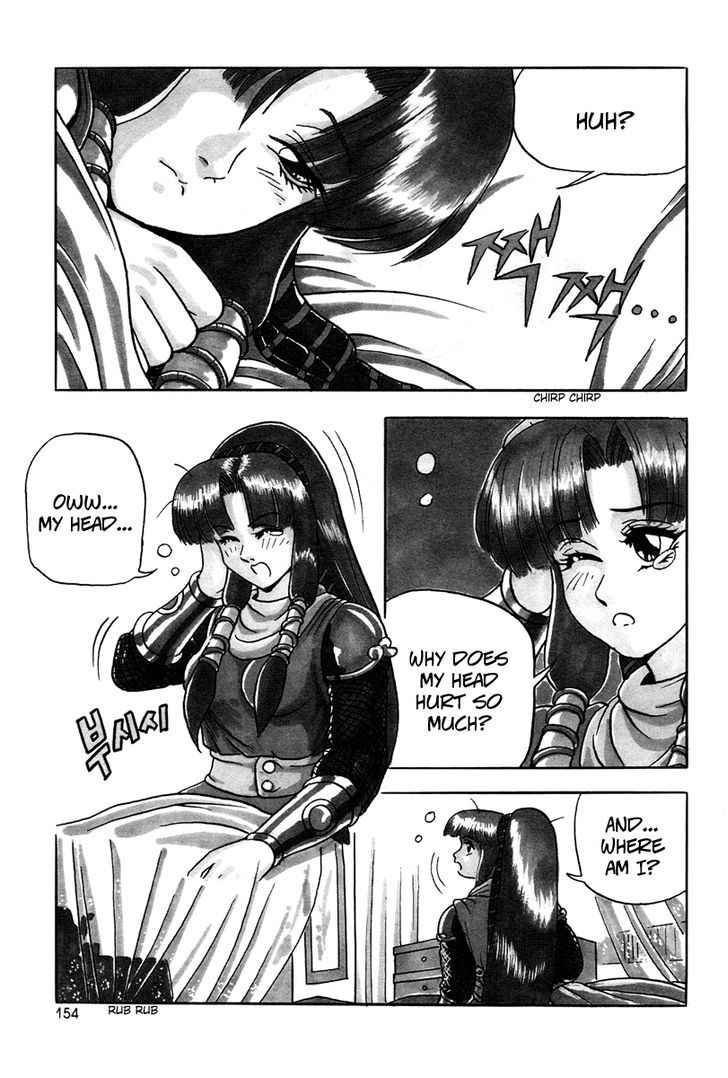 HUH?
짹
짹...
CHIRP CHIRP
OWW...
MY HEAD...
WHY DOES
MY HEAD
HURT SO
MUCH?
부시시
AND...
WHERE
AM I?
154
RUB RUB